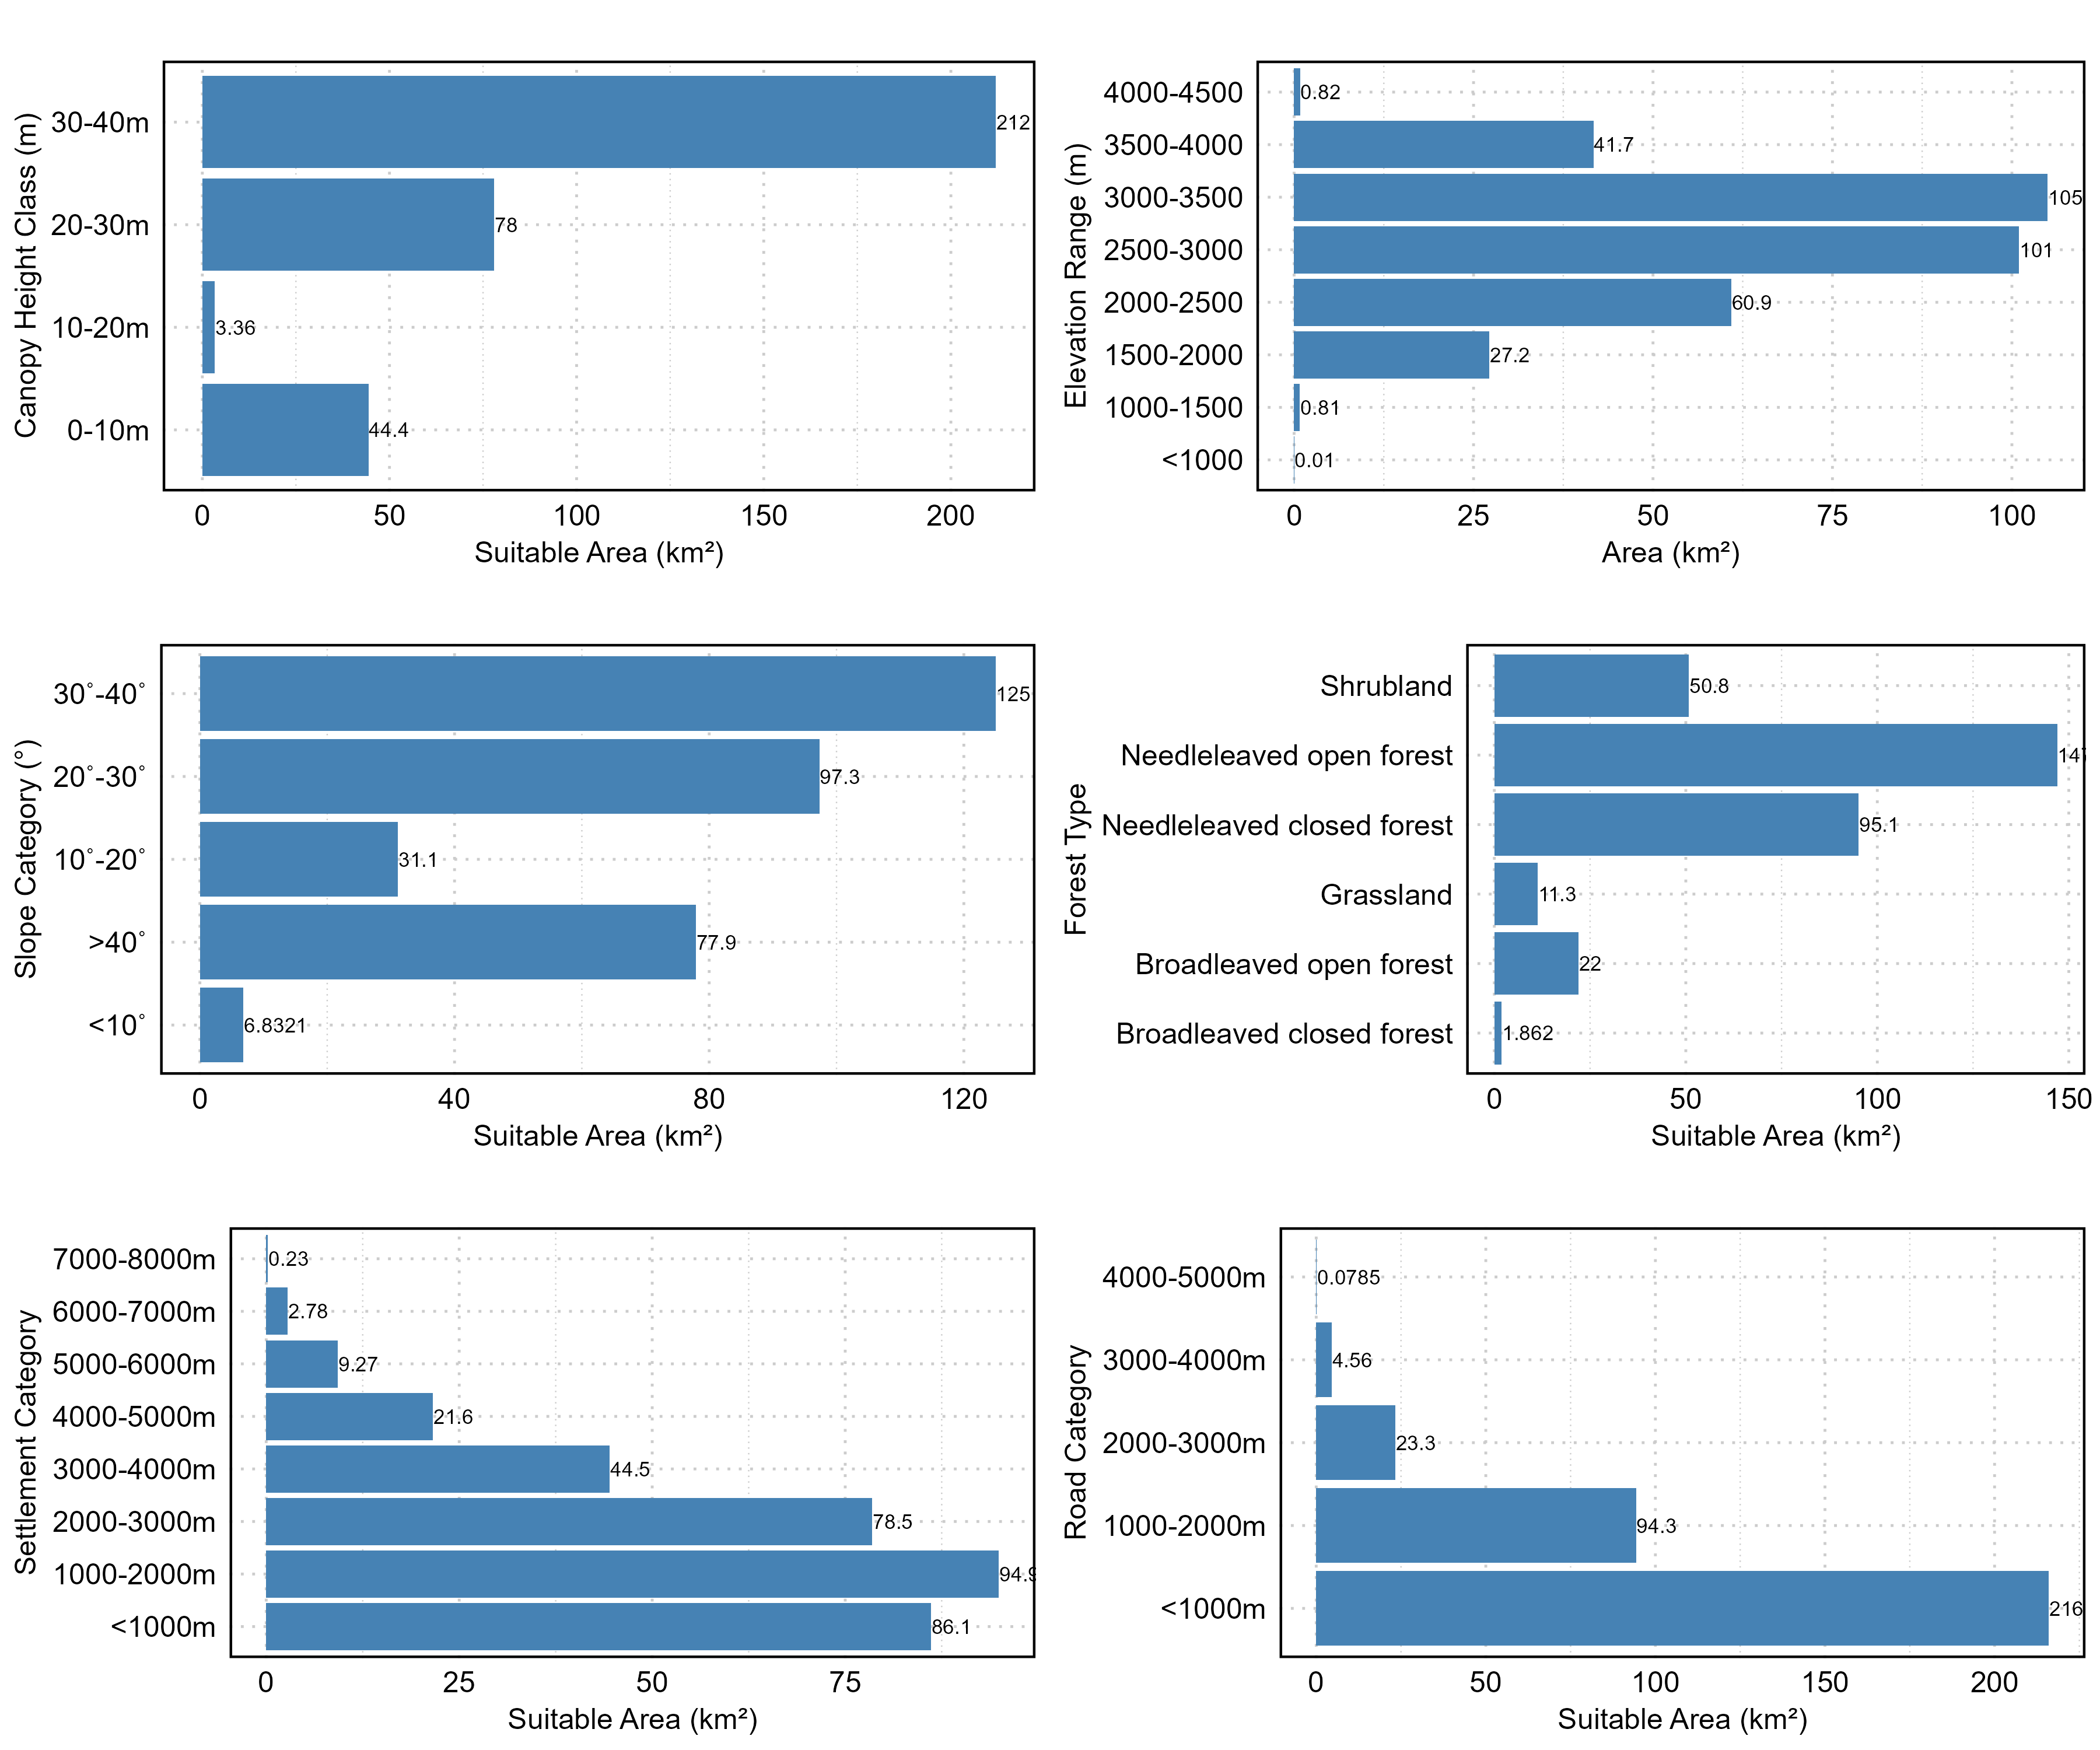 Canopy Height Class (m)
30-40m
212
20-30m
78
10-20m
3.36
0-10m
44.4
0 50 100 150 200
Suitable Area (km²)
Elevation Range (m)
4000-4500
0.82
3500-4000
41.7
3000-3500
105
2500-3000
101
2000-2500
60.9
1500-2000
27.2
1000-1500
0.81
<1000
0.01
0 25 50 75 100
Area (km²)
Slope Category (°)
30°-40°
125
20°-30°
97.3
10°-20°
31.1
>40°
77.9
<10°
6.8321
0 40 80 120
Suitable Area (km²)
Forest Type
Shrubland
50.8
Needleleaved open forest
147
Needleleaved closed forest
95.1
Grassland
11.3
Broadleaved open forest
22
Broadleaved closed forest
1.862
0 50 100 150
Suitable Area (km²)
Settlement Category
7000-8000m
0.23
6000-7000m
2.78
5000-6000m
9.27
4000-5000m
21.6
3000-4000m
44.5
2000-3000m
78.5
1000-2000m
94.9
<1000m
86.1
0 25 50 75
Suitable Area (km²)
Road Category
4000-5000m
0.0785
3000-4000m
4.56
2000-3000m
23.3
1000-2000m
94.3
<1000m
216
0 50 100 150 200
Suitable Area (km²)